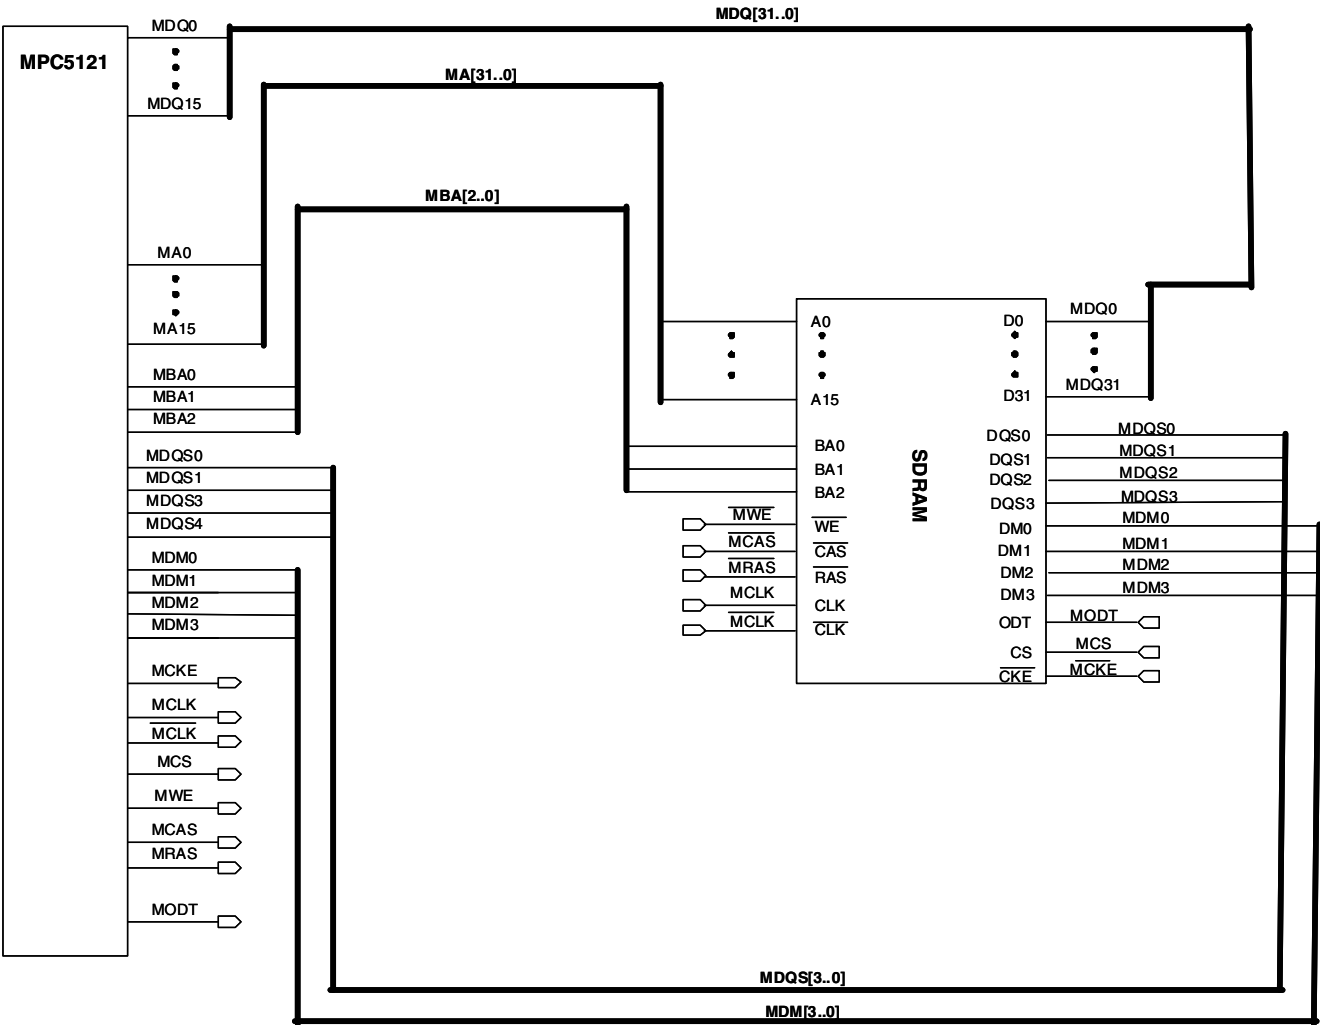 MDQ[31..0]
MDQ0
MPC5121
MA[31..0]
MDQ15
MBA[2..0]
MA0
MA15
MBA0
MBA1
MBA2
MDQS0
MDQS1
MDQS3
MDQS4
MDM0
MDM1
MDM2
MDM3
MCKE
MCLK
MCLK
MCS
MWE
MCAS
MRAS
MODT
A0
A15
BA0
BA1
BA2
MWE
WE
MCAS
CAS
MRAS
RAS
MCLK
CLK
MCLK
CLK
SDRAM
D0
MDQ0
D31
MDQ31
DQS0
MDQS0
DQS1
MDQS1
DQS2
MDQS2
DQS3
MDQS3
DM0
MDM0
DM1
MDM1
DM2
MDM2
DM3
MDM3
ODT
MODT
CS
MCS
CKE
MCKE
MDQS[3..0]
MDM[3..0]